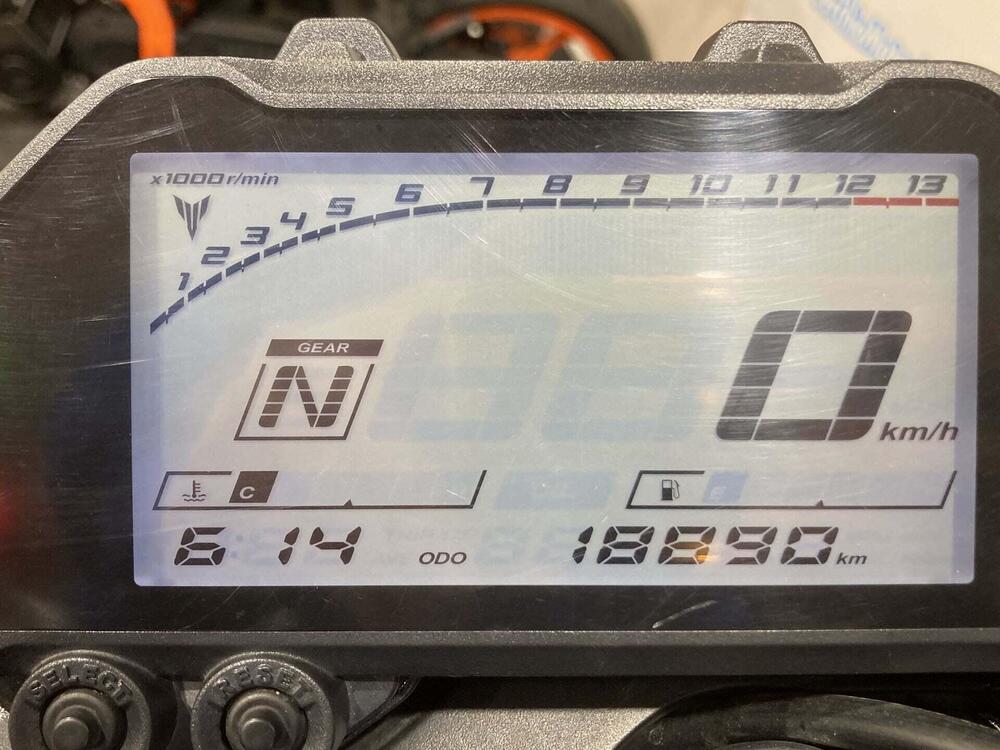 x1000 r/min
1 2 3 4 5 6 7 8 9 10 11 12 13
GEAR
N
0 km/h
C
6:14 ODO 18890 km
SELECT RESET